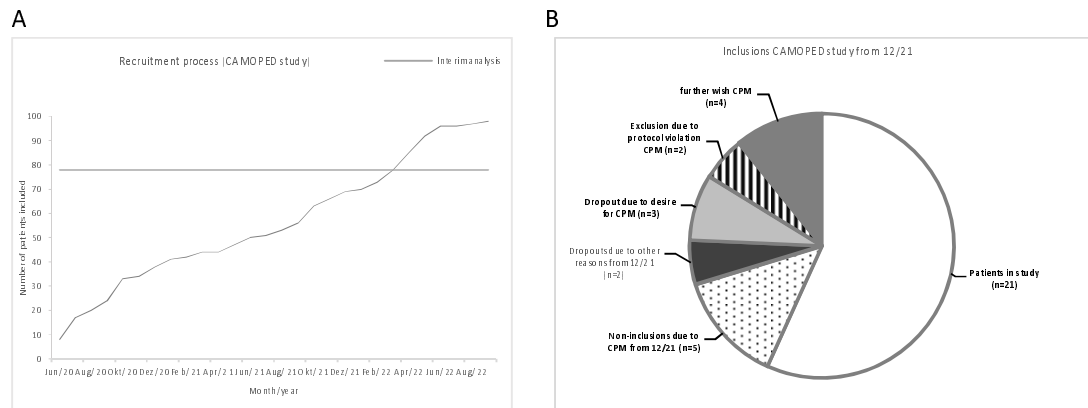 A
Recruitment process (CAMOPED study)
Interim analysis
100
90
80
70
60
50
40
30
20
10
0
Number of patients included
Jun/20 Aug/20 Okt/20 Dez/20 Feb/21 Apr/21 Jun/21 Aug/21 Okt/21 Dez/21 Feb/22 Apr/22 Jun/22 Aug/22
Month/year
B
Inclusions CAMOPED study from 12/21
further wish CPM
(n=4)
Exclusion due to
protocol violation
CPM (n=2)
Dropout due to desire
for CPM (n=3)
Dropouts due to other
reasons from 12/21
(n=2)
Non-inclusions due to
CPM from 12/21 (n=5)
Patients in study
(n=21)